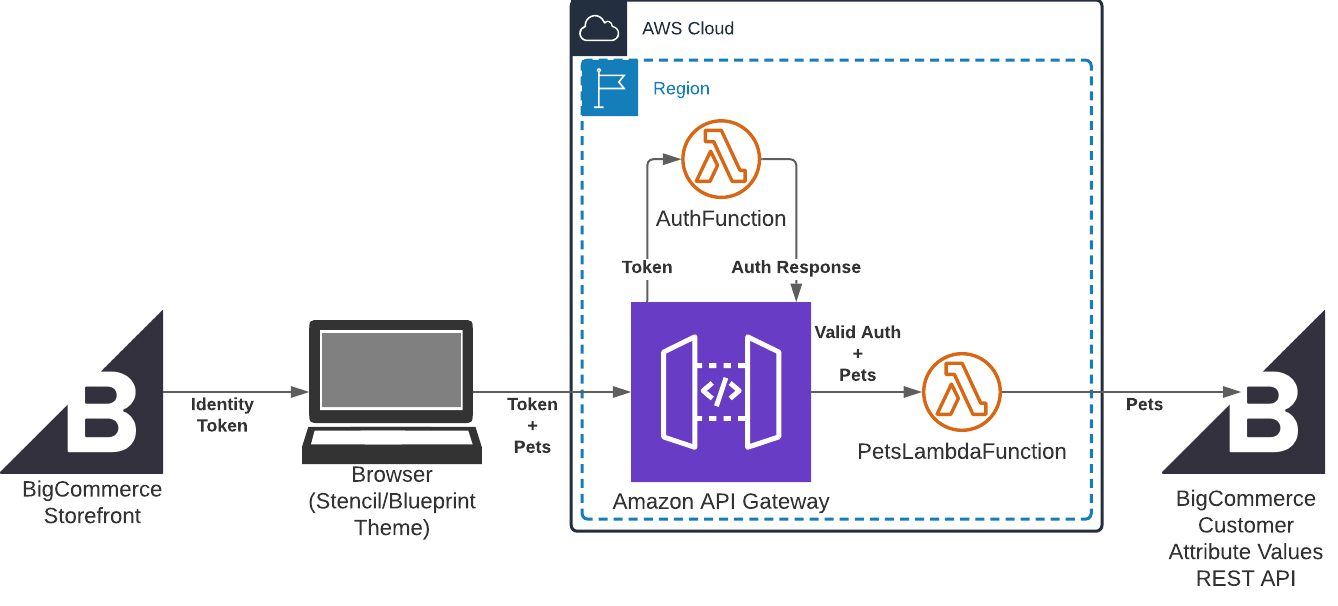 AWS Cloud
Region
AuthFunction
Token
Auth Response
Valid Auth
+
Pets
Identity
Token
Token
+
Pets
Pets
B
B
PetsLambdaFunction
Browser
(Stencil/Blueprint
Theme)
BigCommerce
Storefront
Amazon API Gateway
BigCommerce
Customer
Attribute Values
REST API